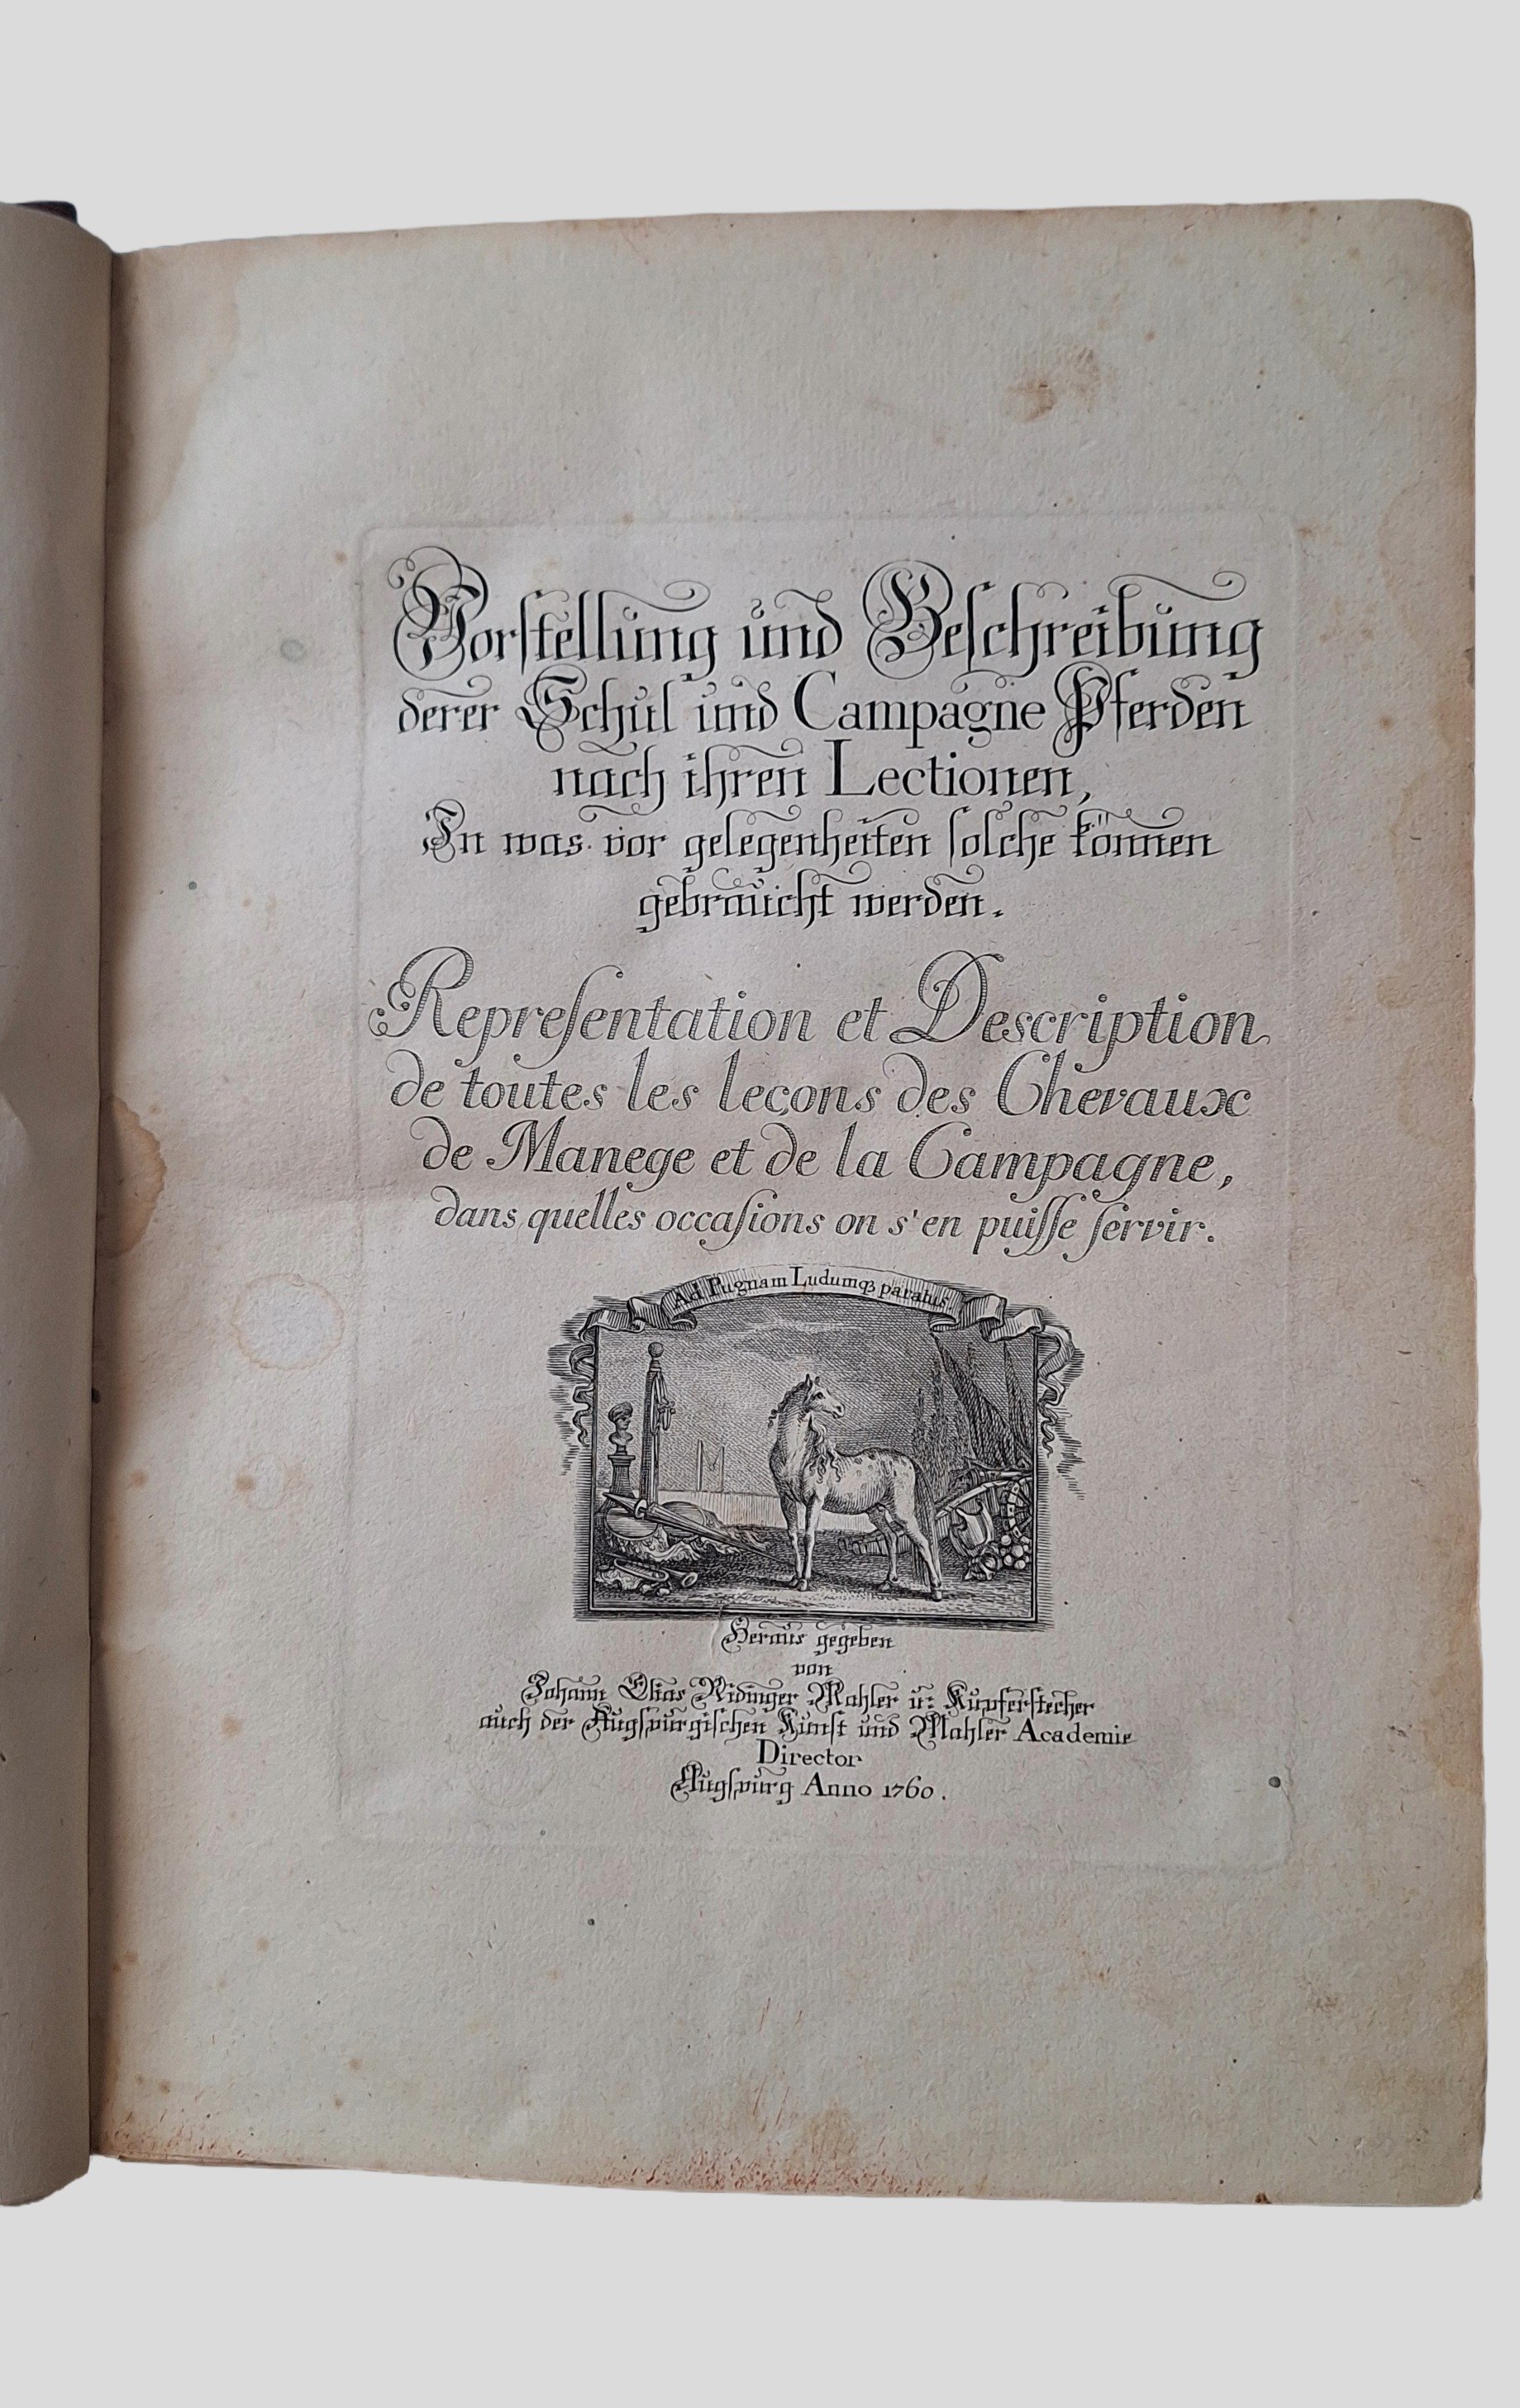 Vorstellung und Beschreibung
derer Schul und Campagne Pferden
nach ihren Lectionen,
In was vor gelegenheiten solche können
gebraucht werden.
Repreſentation et Description
de toutes les leçons des Chevaux
de Manege et de la Campagne,
dans quelles occaſions on s'en puiſſe ſervir.
Ad Pugnam Ludumqꝫ paratus
Heraus gegeben
von
Johann Elias Ridinger Mahler u: Kupferstecher
auch der Augspurgischen Kunst und Mahler Academie
Director
Augspurg Anno 1760.